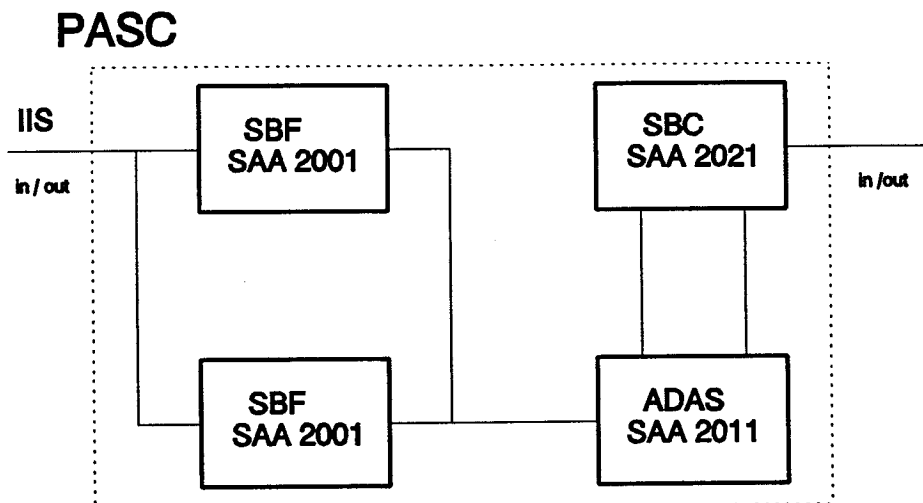 PASC
IIS
in / out
SBF
SAA 2001
SBC
SAA 2021
in /out
SBF
SAA 2001
ADAS
SAA 2011